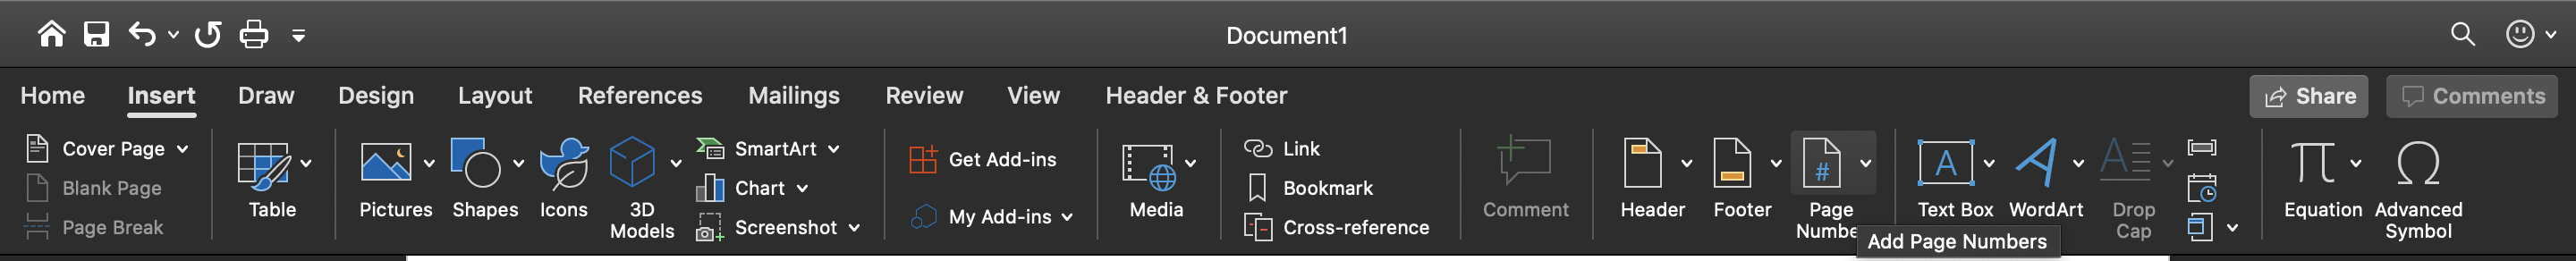 Document1
Home Insert Draw Design Layout References Mailings Review View Header & Footer Share Comments
Cover Page
Blank Page
Page Break
Table
Pictures
Shapes
Icons
3D
Models
SmartArt
Chart
Screenshot
Get Add-ins
My Add-ins
Media
Link
Bookmark
Cross-reference
Comment
Header
Footer
Page
Numbe
Add Page Numbers
A
Text Box
WordArt
Drop
Cap
Equation
Advanced
Symbol